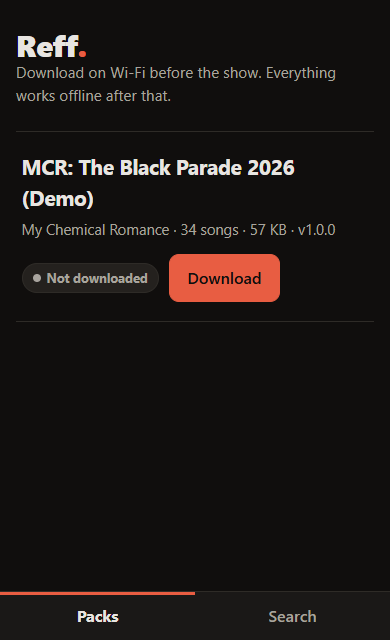 Reff.
Download on Wi-Fi before the show. Everything
works offline after that.
MCR: The Black Parade 2026
(Demo)
My Chemical Romance · 34 songs · 57 KB · v1.0.0
Not downloaded
Download
Packs
Search